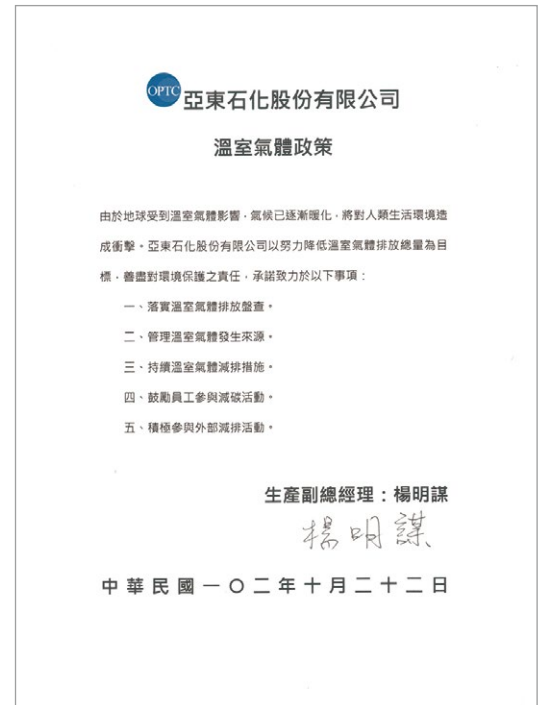 OPTC 亞東石化股份有限公司
溫室氣體政策
由於地球受到溫室氣體影響，氣候已逐漸暖化，將對人類生活環境造
成衝擊。亞東石化股份有限公司以努力降低溫室氣體排放總量為目
標，善盡對環境保護之責任，承諾致力於以下事項：
一、落實溫室氣體排放盤查。
二、管理溫室氣體發生來源。
三、持續溫室氣體減排措施。
四、鼓勵員工參與減碳活動。
五、積極參與外部減排活動。
生產副總經理：楊明謀
楊明謀
中華民國一〇二年十月二十二日